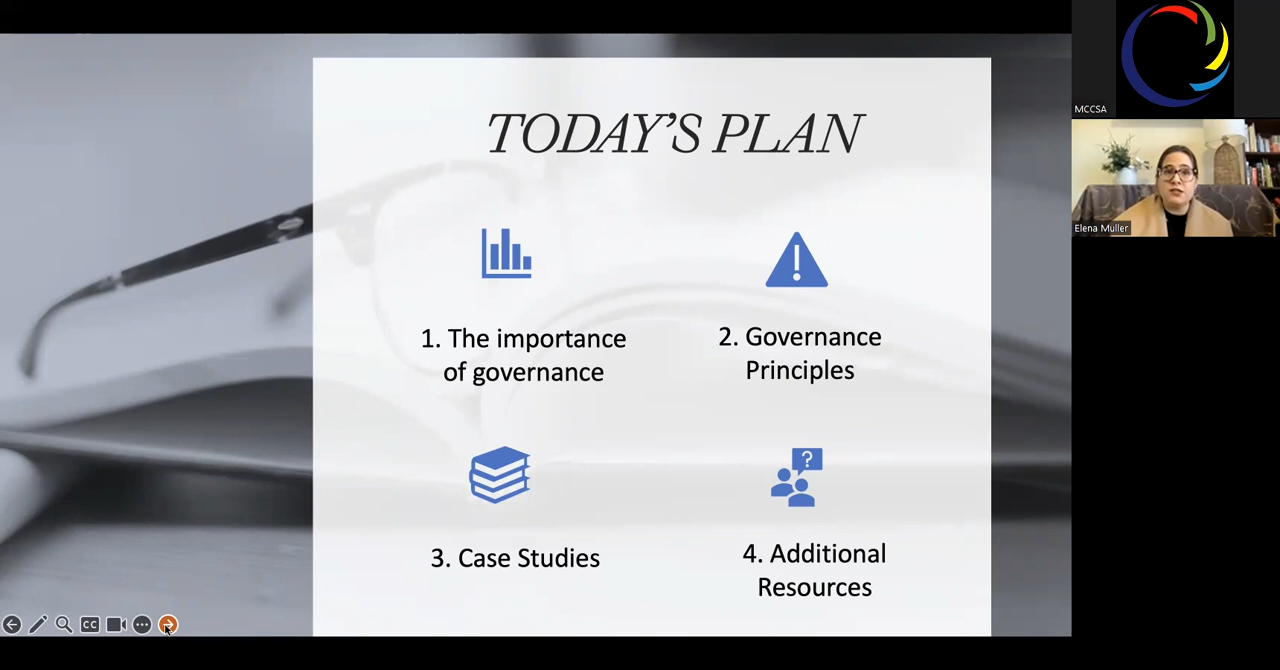 TODAY’S PLAN
1. The importance
of governance
2. Governance
Principles
?
3. Case Studies
4. Additional
Resources
CC
MCCSA
Elena Muller